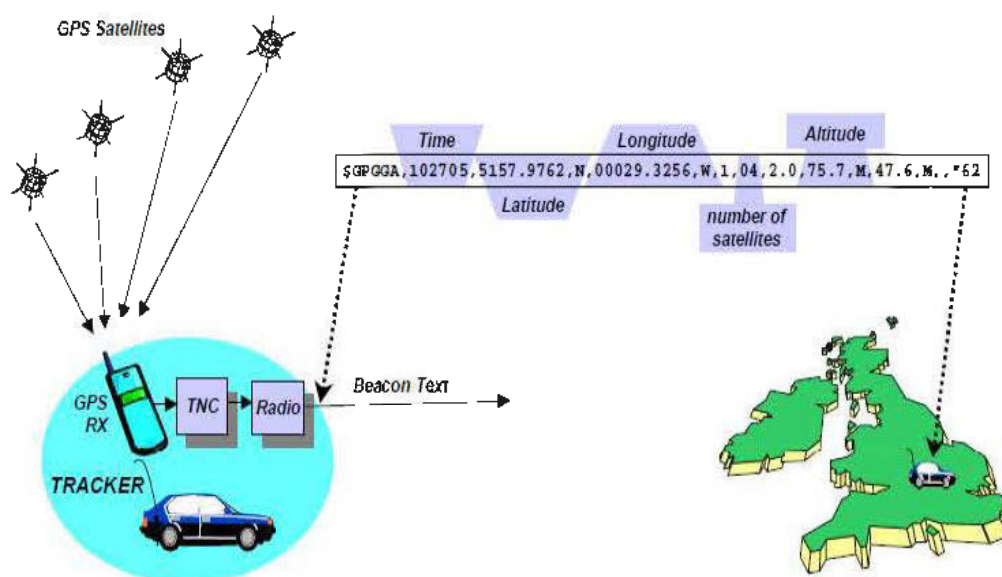 GPS Satellites
Time
Longitude
Altitude
$GPGGA,102705,5157.9762,N,00029.3256,W,1,04,2.0,75.7,M,47.6,M,,*62
Latitude
number of
satellites
GPS
RX
TNC
Radio
Beacon Text
TRACKER